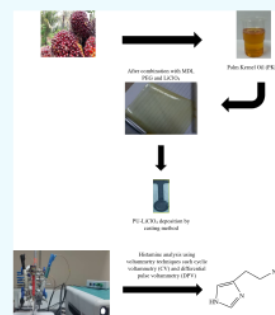 Palm Kernel Oil (PK
After combination with MDI,
PEG and LiClO₄
PU-LiClO₄ deposition by
casting method
Histamine analysis using
voltammetry techniques such cyclic
voltammetry (CV) and differential
pulse voltammetry (DPV)
N
HN
N